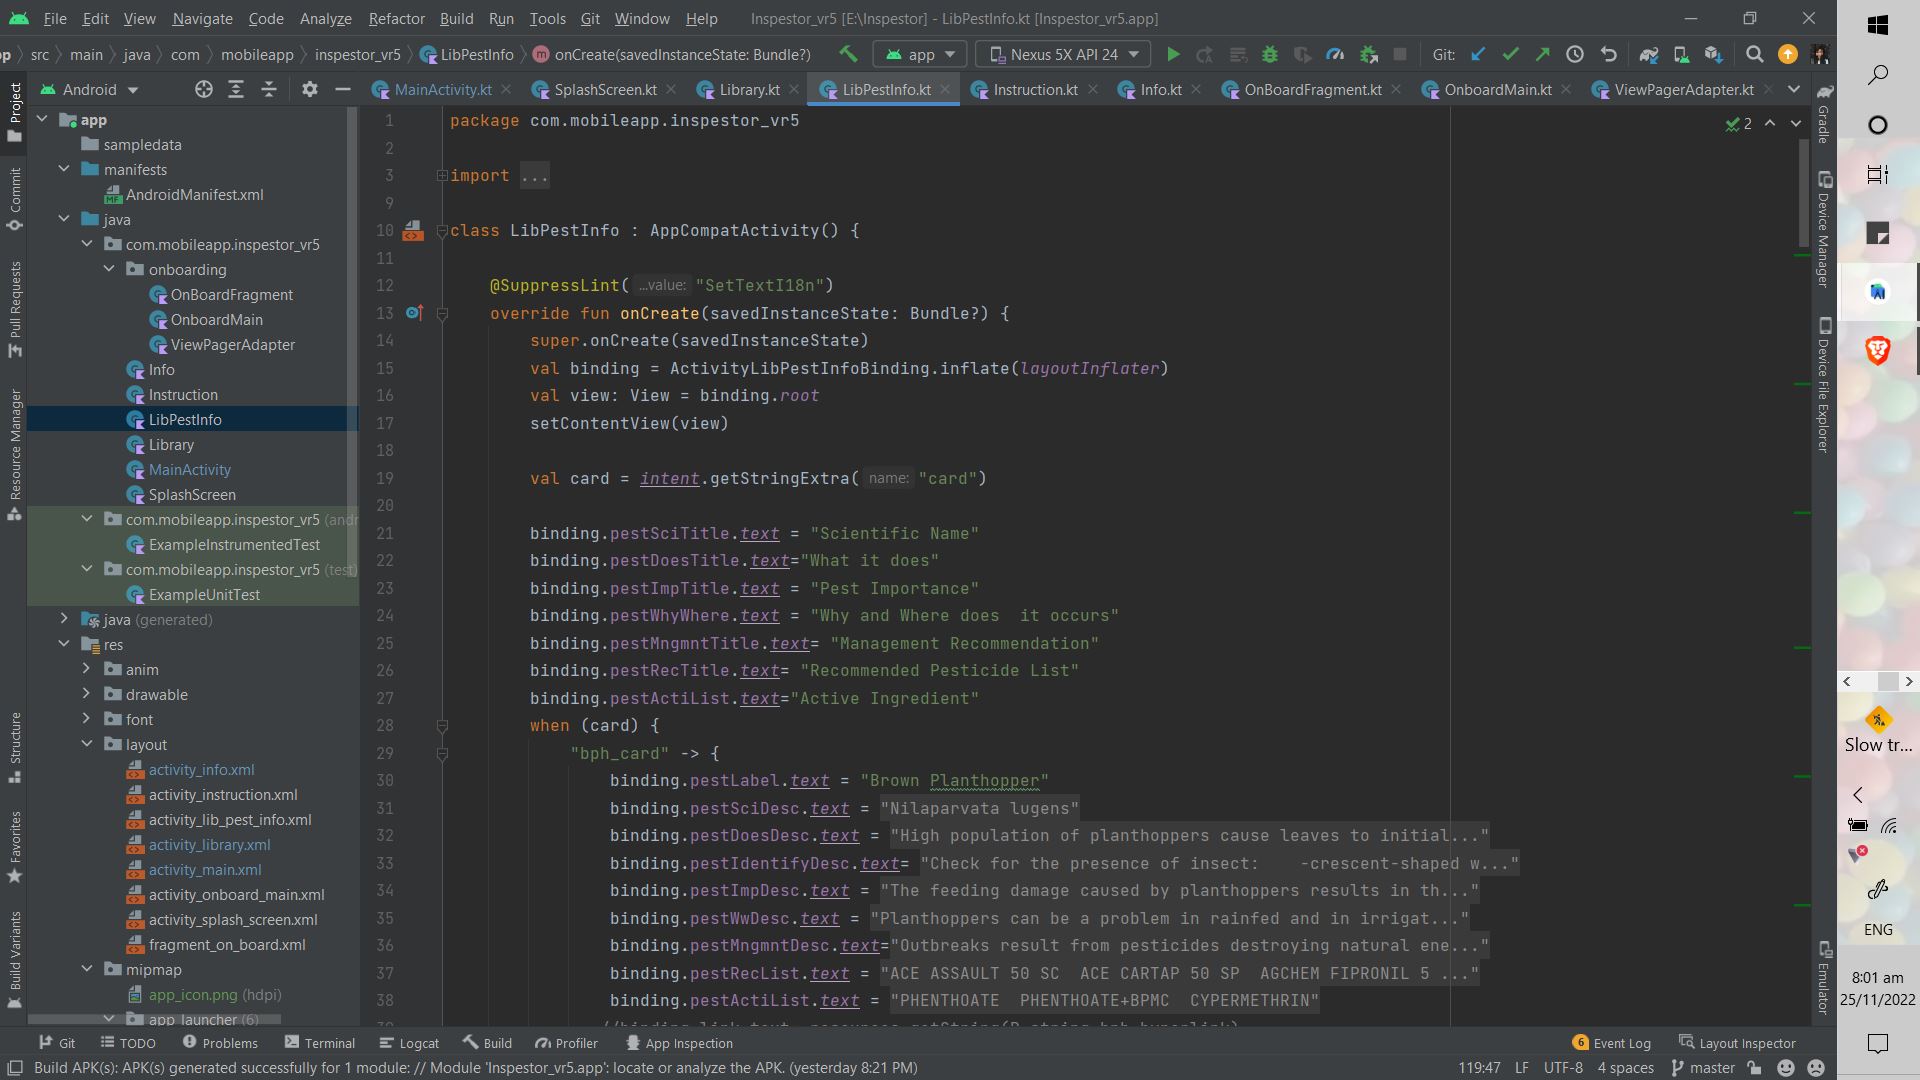 File Edit View Navigate Code Analyze Refactor Build Run Tools Git Window Help Inspestor_vr5 [E:\Inspestor] - LibPestInfo.kt [Inspestor_vr5.app]
src main java com mobileapp inspestor_vr5 LibPestInfo onCreate(savedInstanceState: Bundle?) app Nexus 5X API 24 Git:
Android MainActivity.kt SplashScreen.kt Library.kt LibPestInfo.kt Instruction.kt Info.kt OnBoardFragment.kt OnboardMain.kt ViewPagerAdapter.kt
Project
Commit
Pull Requests
Resource Manager
Structure
Favorites
Build Variants
app
sampledata
manifests
AndroidManifest.xml
java
com.mobileapp.inspestor_vr5
onboarding
OnBoardFragment
OnboardMain
ViewPagerAdapter
Info
Instruction
LibPestInfo
Library
MainActivity
SplashScreen
com.mobileapp.inspestor_vr5 (andr
ExampleInstrumentedTest
com.mobileapp.inspestor_vr5 (test)
ExampleUnitTest
java (generated)
res
anim
drawable
font
layout
activity_info.xml
activity_instruction.xml
activity_lib_pest_info.xml
activity_library.xml
activity_main.xml
activity_onboard_main.xml
activity_splash_screen.xml
fragment_on_board.xml
mipmap
app_icon.png (hdpi)
app_launcher (6)
1 package com.mobileapp.inspestor_vr5
2
3 import ...
9
10 class LibPestInfo : AppCompatActivity() {
11
12 @SuppressLint( ...value: "SetTextI18n")
13 override fun onCreate(savedInstanceState: Bundle?) {
14 super.onCreate(savedInstanceState)
15 val binding = ActivityLibPestInfoBinding.inflate(layoutInflater)
16 val view: View = binding.root
17 setContentView(view)
18
19 val card = intent.getStringExtra( name: "card")
20
21 binding.pestSciTitle.text = "Scientific Name"
22 binding.pestDoesTitle.text="What it does"
23 binding.pestImpTitle.text = "Pest Importance"
24 binding.pestWhyWhere.text = "Why and Where does  it occurs"
25 binding.pestMngmntTitle.text= "Management Recommendation"
26 binding.pestRecTitle.text= "Recommended Pesticide List"
27 binding.pestActiList.text="Active Ingredient"
28 when (card) {
29 "bph_card" -> {
30 binding.pestLabel.text = "Brown Planthopper"
31 binding.pestSciDesc.text = "Nilaparvata lugens"
32 binding.pestDoesDesc.text = "High population of planthoppers cause leaves to initial..."
33 binding.pestIdentifyDesc.text= "Check for the presence of insect:    -crescent-shaped w..."
34 binding.pestImpDesc.text = "The feeding damage caused by planthoppers results in th..."
35 binding.pestWwDesc.text = "Planthoppers can be a problem in rainfed and in irrigat..."
36 binding.pestMngmntDesc.text="Outbreaks result from pesticides destroying natural ene..."
37 binding.pestRecList.text = "ACE ASSAULT 50 SC  ACE CARTAP 50 SP  AGCHEM FIPRONIL 5 ..."
38 binding.pestActiList.text = "PHENTHOATE  PHENTHOATE+BPMC  CYPERMETHRIN"
2
Gradle
Device Manager
Device File Explorer
Emulator
Git TODO Problems Terminal Logcat Build Profiler App Inspection 6 Event Log Layout Inspector
Build APK(s): APK(s) generated successfully for 1 module: // Module 'Inspestor_vr5.app': locate or analyze the APK. (yesterday 8:21 PM) 119:47 LF UTF-8 4 spaces master
Slow tr...
ENG
8:01 am
25/11/2022